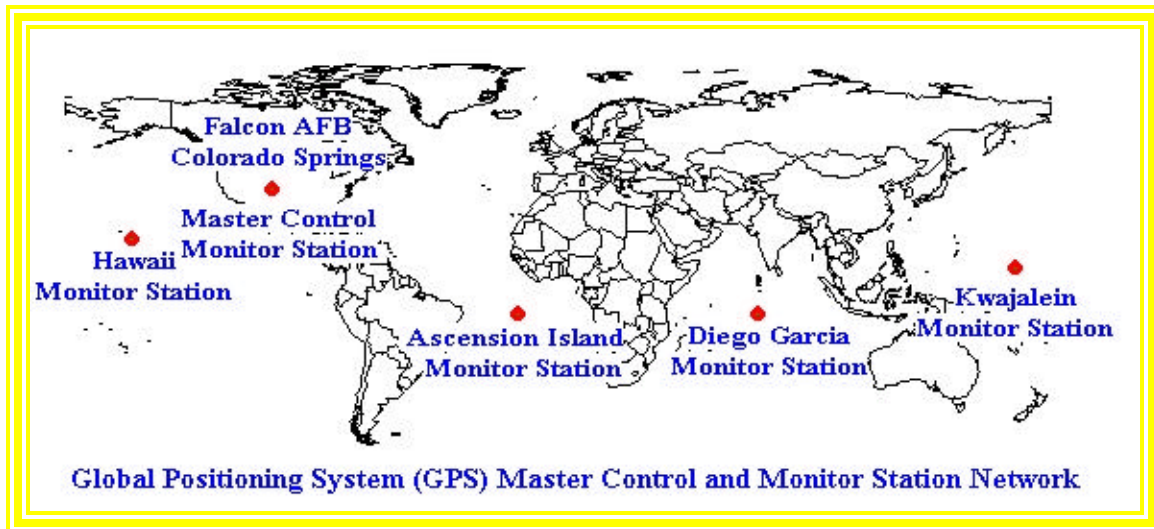 Falcon AFB
Colorado Springs
Master Control
Monitor Station
Hawaii
Monitor Station
Ascension Island
Monitor Station
Diego Garcia
Monitor Station
Kwajalein
Monitor Station
Global Positioning System (GPS) Master Control and Monitor Station Network